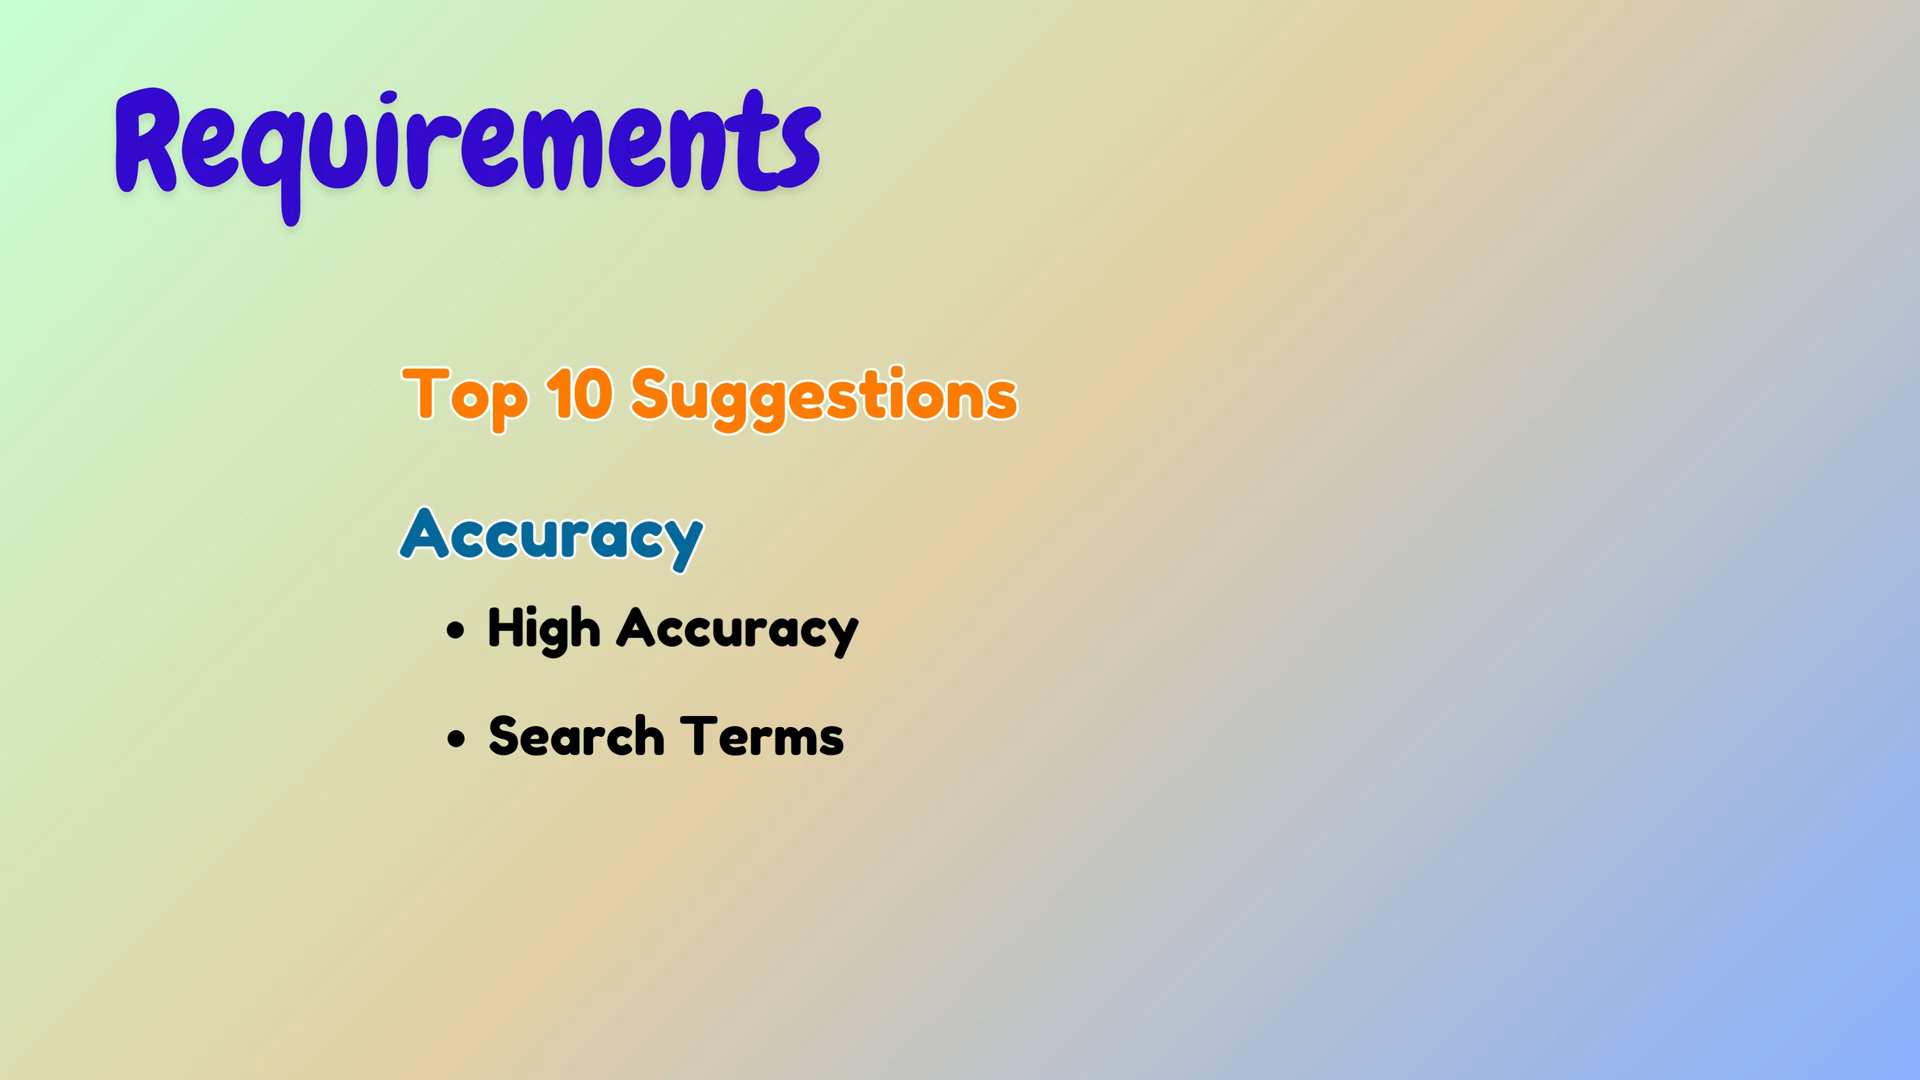 Requirements
Top 10 Suggestions
Accuracy
• High Accuracy
• Search Terms